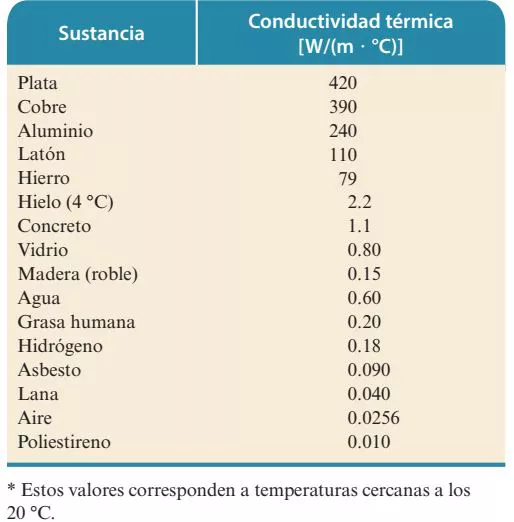 Sustancia Conductividad térmica
[W/(m · °C)]
Plata 420
Cobre 390
Aluminio 240
Latón 110
Hierro 79
Hielo (4 °C) 2.2
Concreto 1.1
Vidrio 0.80
Madera (roble) 0.15
Agua 0.60
Grasa humana 0.20
Hidrógeno 0.18
Asbesto 0.090
Lana 0.040
Aire 0.0256
Poliestireno 0.010
* Estos valores corresponden a temperaturas cercanas a los
20 °C.